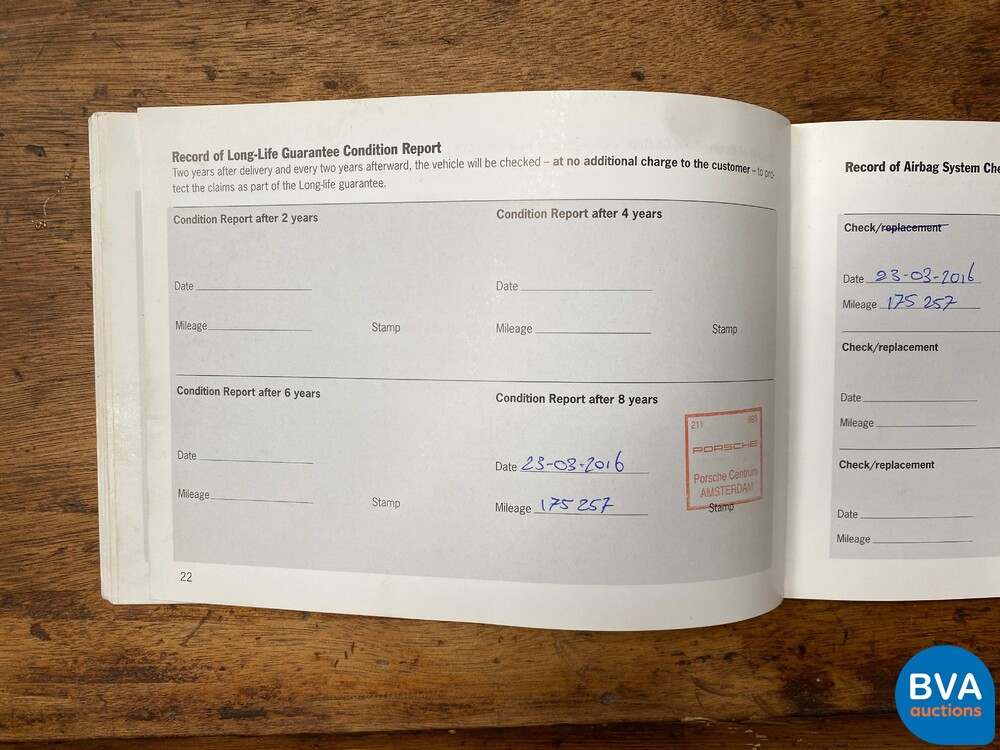 Record of Long-Life Guarantee Condition Report
Two years after delivery and every two years afterward, the vehicle will be checked – at no additional charge to the customer – to pro-
tect the claims as part of the Long-life guarantee.
Condition Report after 2 years
Date
Mileage
Stamp
Condition Report after 4 years
Date
Mileage
Stamp
Condition Report after 6 years
Date
Mileage
Stamp
Condition Report after 8 years
Date 23-03-2016
Mileage 175 257
Stamp
211
PORSCHE
Porsche Centrum
AMSTERDAM
22
Record of Airbag System Che
Check/replacement
Date 23-03-2016
Mileage 175 257
Check/replacement
Date
Mileage
Check/replacement
Date
Mileage
BVA
auctions